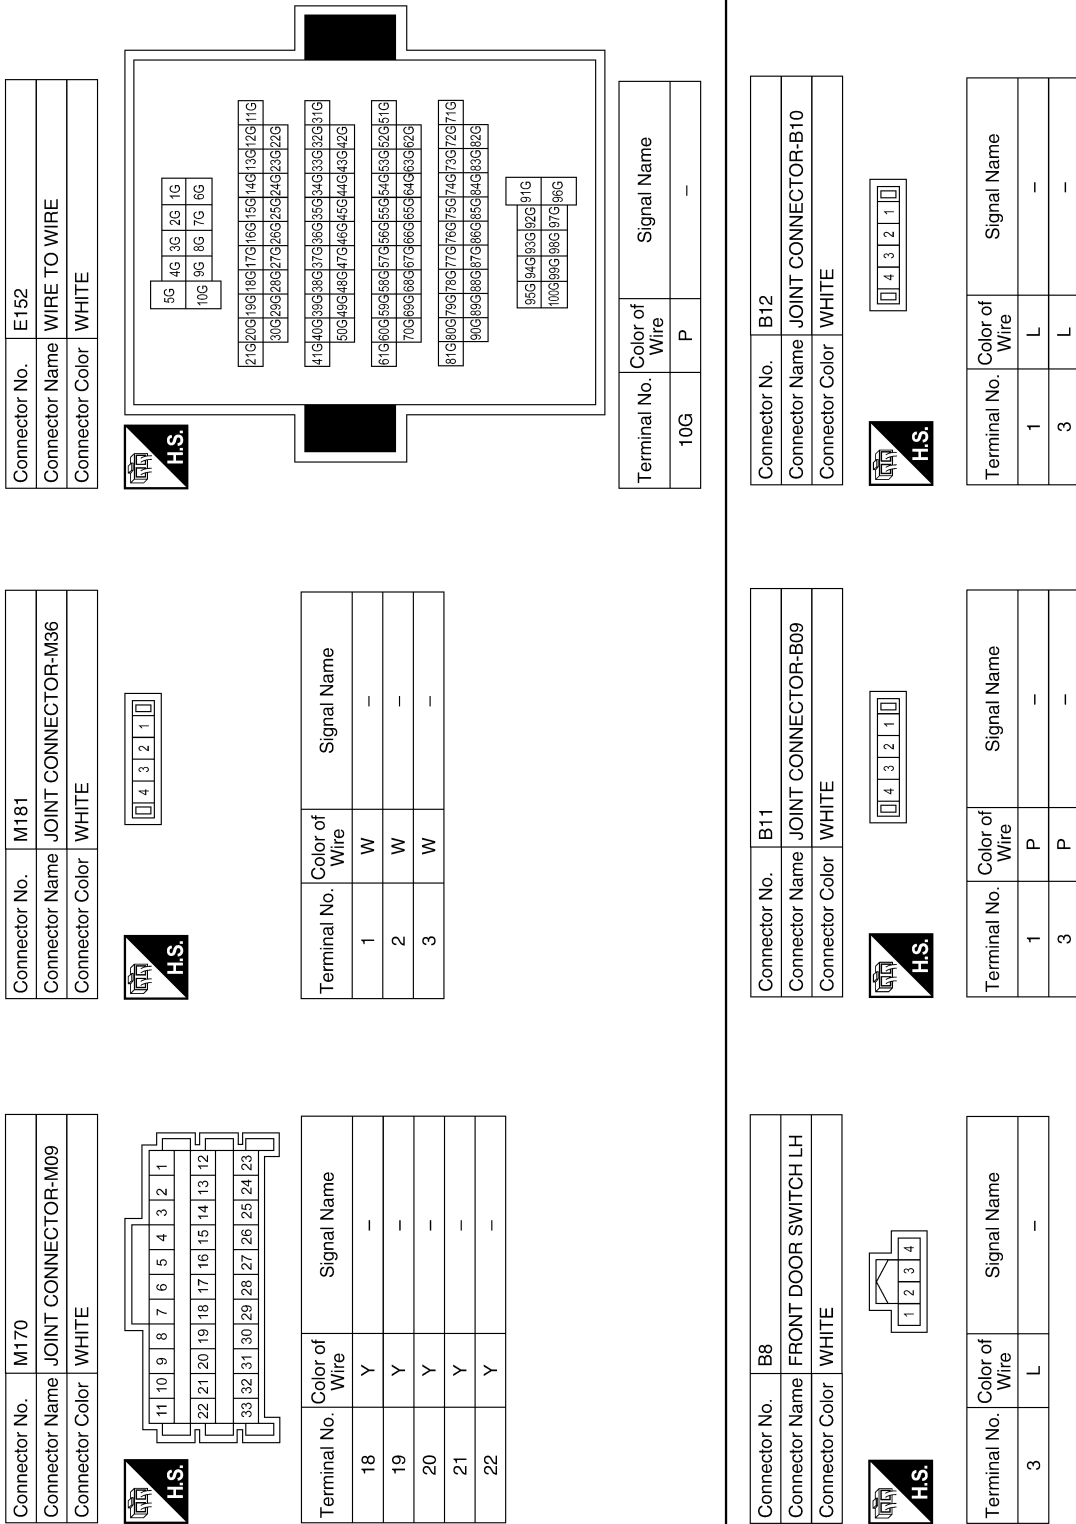 Connector No. M170
Connector Name JOINT CONNECTOR-M09
Connector Color WHITE
H.S.
11 10 9 8 7 6 5 4 3 2 1
22 21 20 19 18 17 16 15 14 13 12
33 32 31 30 29 28 27 26 25 24 23
Terminal No. Color of Wire Signal Name
18 Y –
19 Y –
20 Y –
21 Y –
22 Y –
Connector No. M181
Connector Name JOINT CONNECTOR-M36
Connector Color WHITE
H.S.
4 3 2 1
Terminal No. Color of Wire Signal Name
1 W –
2 W –
3 W –
Connector No. E152
Connector Name WIRE TO WIRE
Connector Color WHITE
H.S.
5G 4G 3G 2G 1G
10G 9G 8G 7G 6G
21G 20G 19G 18G 17G 16G 15G 14G 13G 12G 11G
30G 29G 28G 27G 26G 25G 24G 23G 22G
41G 40G 39G 38G 37G 36G 35G 34G 33G 32G 31G
50G 49G 48G 47G 46G 45G 44G 43G 42G
61G 60G 59G 58G 57G 56G 55G 54G 53G 52G 51G
70G 69G 68G 67G 66G 65G 64G 63G 62G
81G 80G 79G 78G 77G 76G 75G 74G 73G 72G 71G
90G 89G 88G 87G 86G 85G 84G 83G 82G
95G 94G 93G 92G 91G
100G 99G 98G 97G 96G
Terminal No. Color of Wire Signal Name
10G P –
Connector No. B8
Connector Name FRONT DOOR SWITCH LH
Connector Color WHITE
H.S.
1 2 3 4
Terminal No. Color of Wire Signal Name
3 L –
Connector No. B11
Connector Name JOINT CONNECTOR-B09
Connector Color WHITE
H.S.
4 3 2 1
Terminal No. Color of Wire Signal Name
1 P –
3 P –
Connector No. B12
Connector Name JOINT CONNECTOR-B10
Connector Color WHITE
H.S.
4 3 2 1
Terminal No. Color of Wire Signal Name
1 L –
3 L –